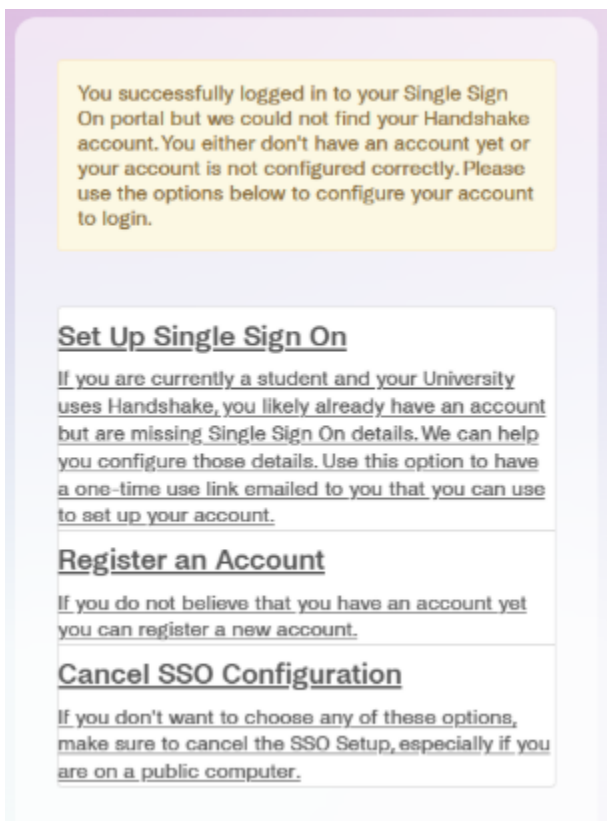 You successfully logged in to your Single Sign
On portal but we could not find your Handshake
account. You either don't have an account yet or
your account is not configured correctly. Please
use the options below to configure your account
to login.
Set Up Single Sign On
If you are currently a student and your University
uses Handshake, you likely already have an account
but are missing Single Sign On details. We can help
you configure those details. Use this option to have
a one-time use link emailed to you that you can use
to set up your account.
Register an Account
If you do not believe that you have an account yet
you can register a new account.
Cancel SSO Configuration
If you don't want to choose any of these options,
make sure to cancel the SSO Setup, especially if you
are on a public computer.